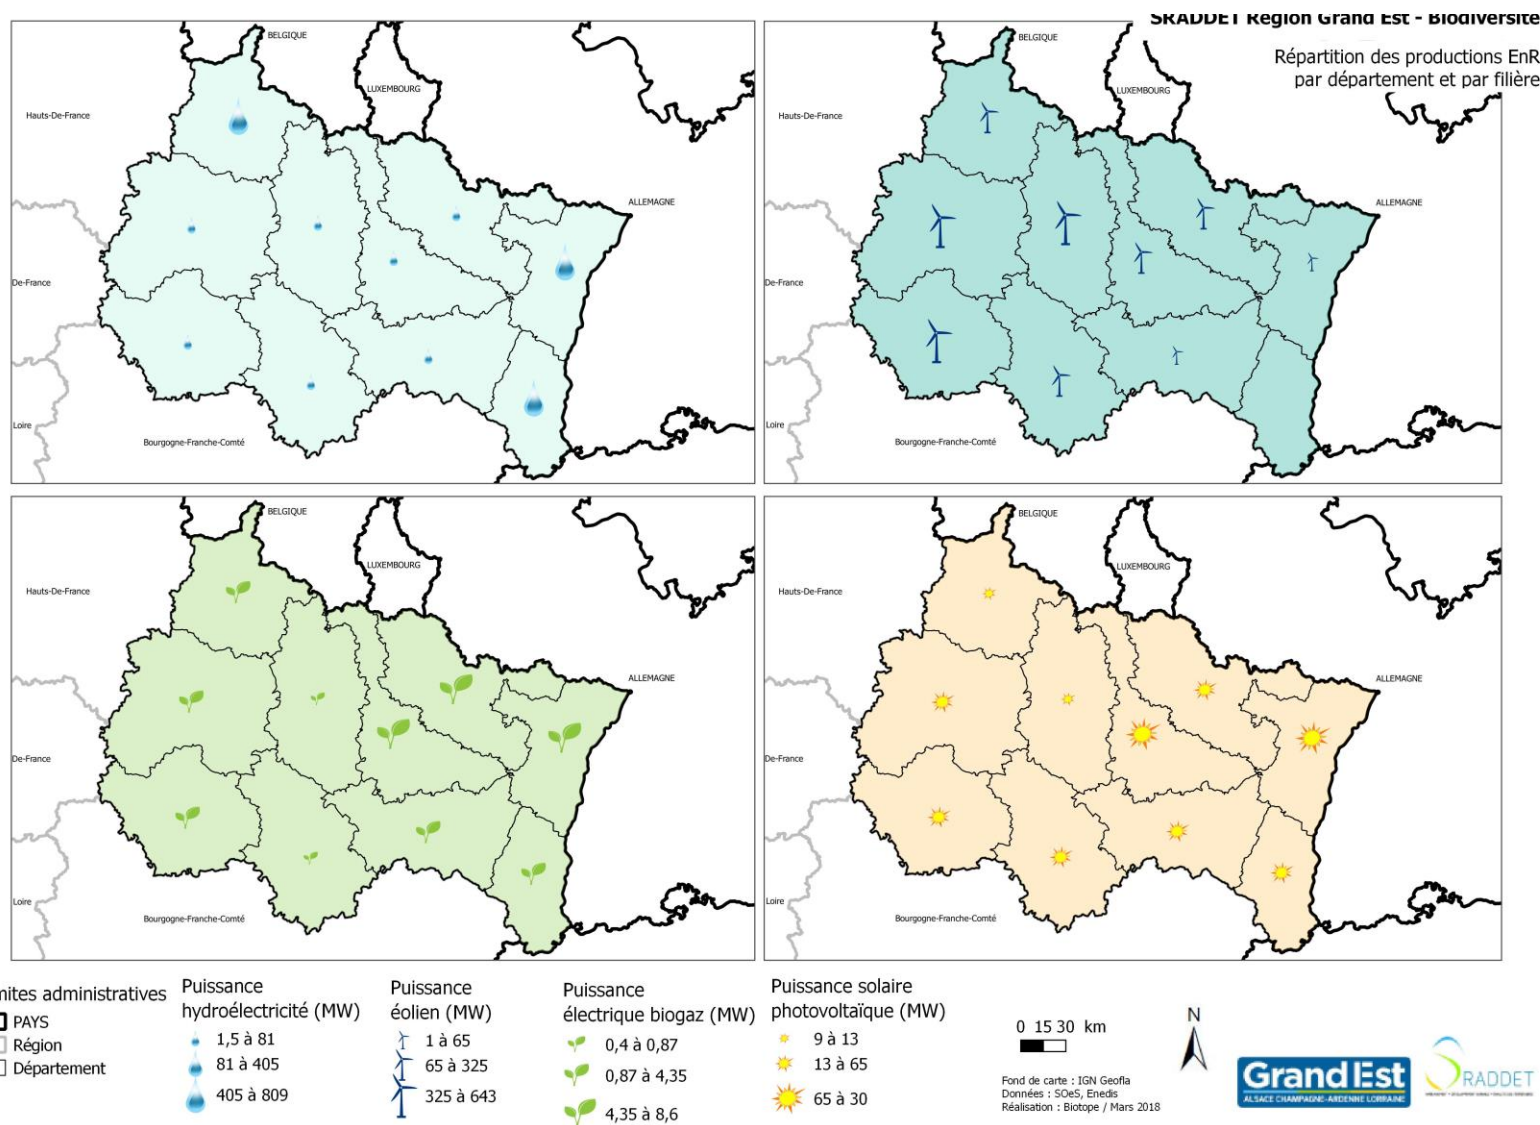 SRADDET Région Grand Est - Biodiversité
Répartition des productions EnR
par département et par filière
BELGIQUE
LUXEMBOURG
Hauts-De-France
ALLEMAGNE
De-France
Loire
Bourgogne-Franche-Comté
BELGIQUE
LUXEMBOURG
Hauts-De-France
ALLEMAGNE
De-France
Loire
Bourgogne-Franche-Comté
BELGIQUE
LUXEMBOURG
Hauts-De-France
ALLEMAGNE
De-France
Loire
Bourgogne-Franche-Comté
BELGIQUE
LUXEMBOURG
Hauts-De-France
ALLEMAGNE
De-France
Loire
Bourgogne-Franche-Comté
mites administratives
PAYS
Région
Département
Puissance
hydroélectricité (MW)
1,5 à 81
81 à 405
405 à 809
Puissance
éolien (MW)
1 à 65
65 à 325
325 à 643
Puissance
électrique biogaz (MW)
0,4 à 0,87
0,87 à 4,35
4,35 à 8,6
Puissance solaire
photovoltaïque (MW)
9 à 13
13 à 65
65 à 30
0 15 30 km
N
Fond de carte : IGN Geofla
Données : SOeS, Enedis
Réalisation : Biotope / Mars 2018
Grand Est
ALSACE CHAMPAGNE-ARDENNE LORRAINE
SRADDET